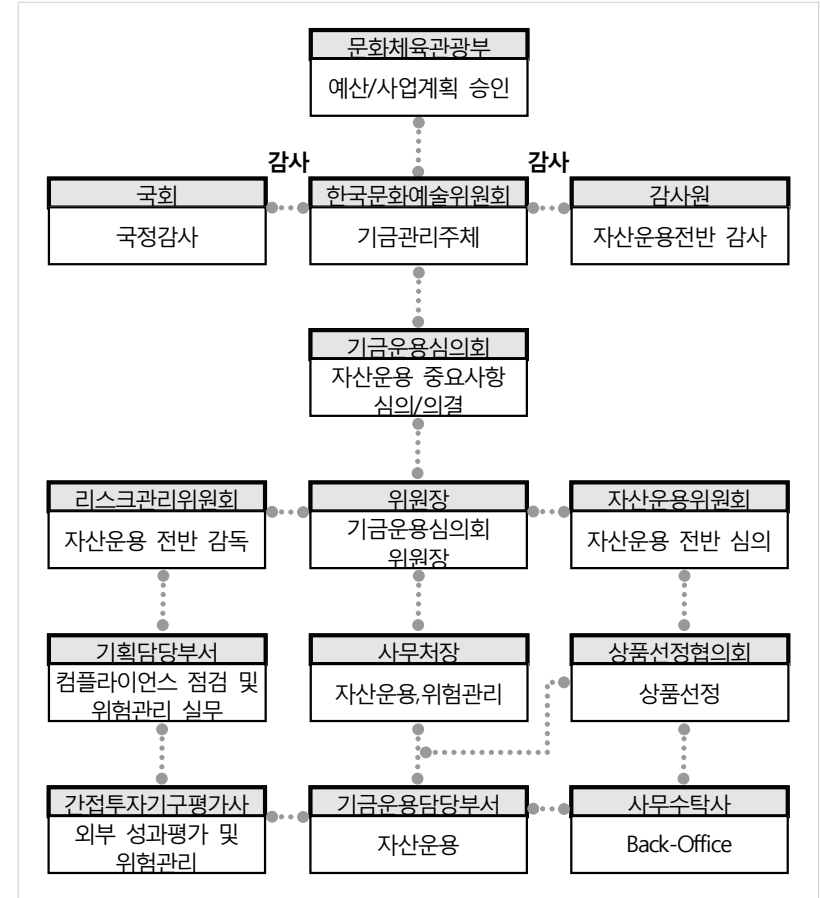 문화체육관광부
예산/사업계획 승인
감사
감사
국회
국정감사
한국문화예술위원회
기금관리주체
감사원
자산운용전반 감사
기금운용심의회
자산운용 중요사항
심의/의결
리스크관리위원회
자산운용 전반 감독
위원장
기금운용심의회
위원장
자산운용위원회
자산운용 전반 심의
기획담당부서
컴플라이언스 점검 및
위험관리 실무
사무처장
자산운용,위험관리
상품선정협의회
상품선정
간접투자기구평가사
외부 성과평가 및
위험관리
기금운용담당부서
자산운용
사무수탁사
Back-Office